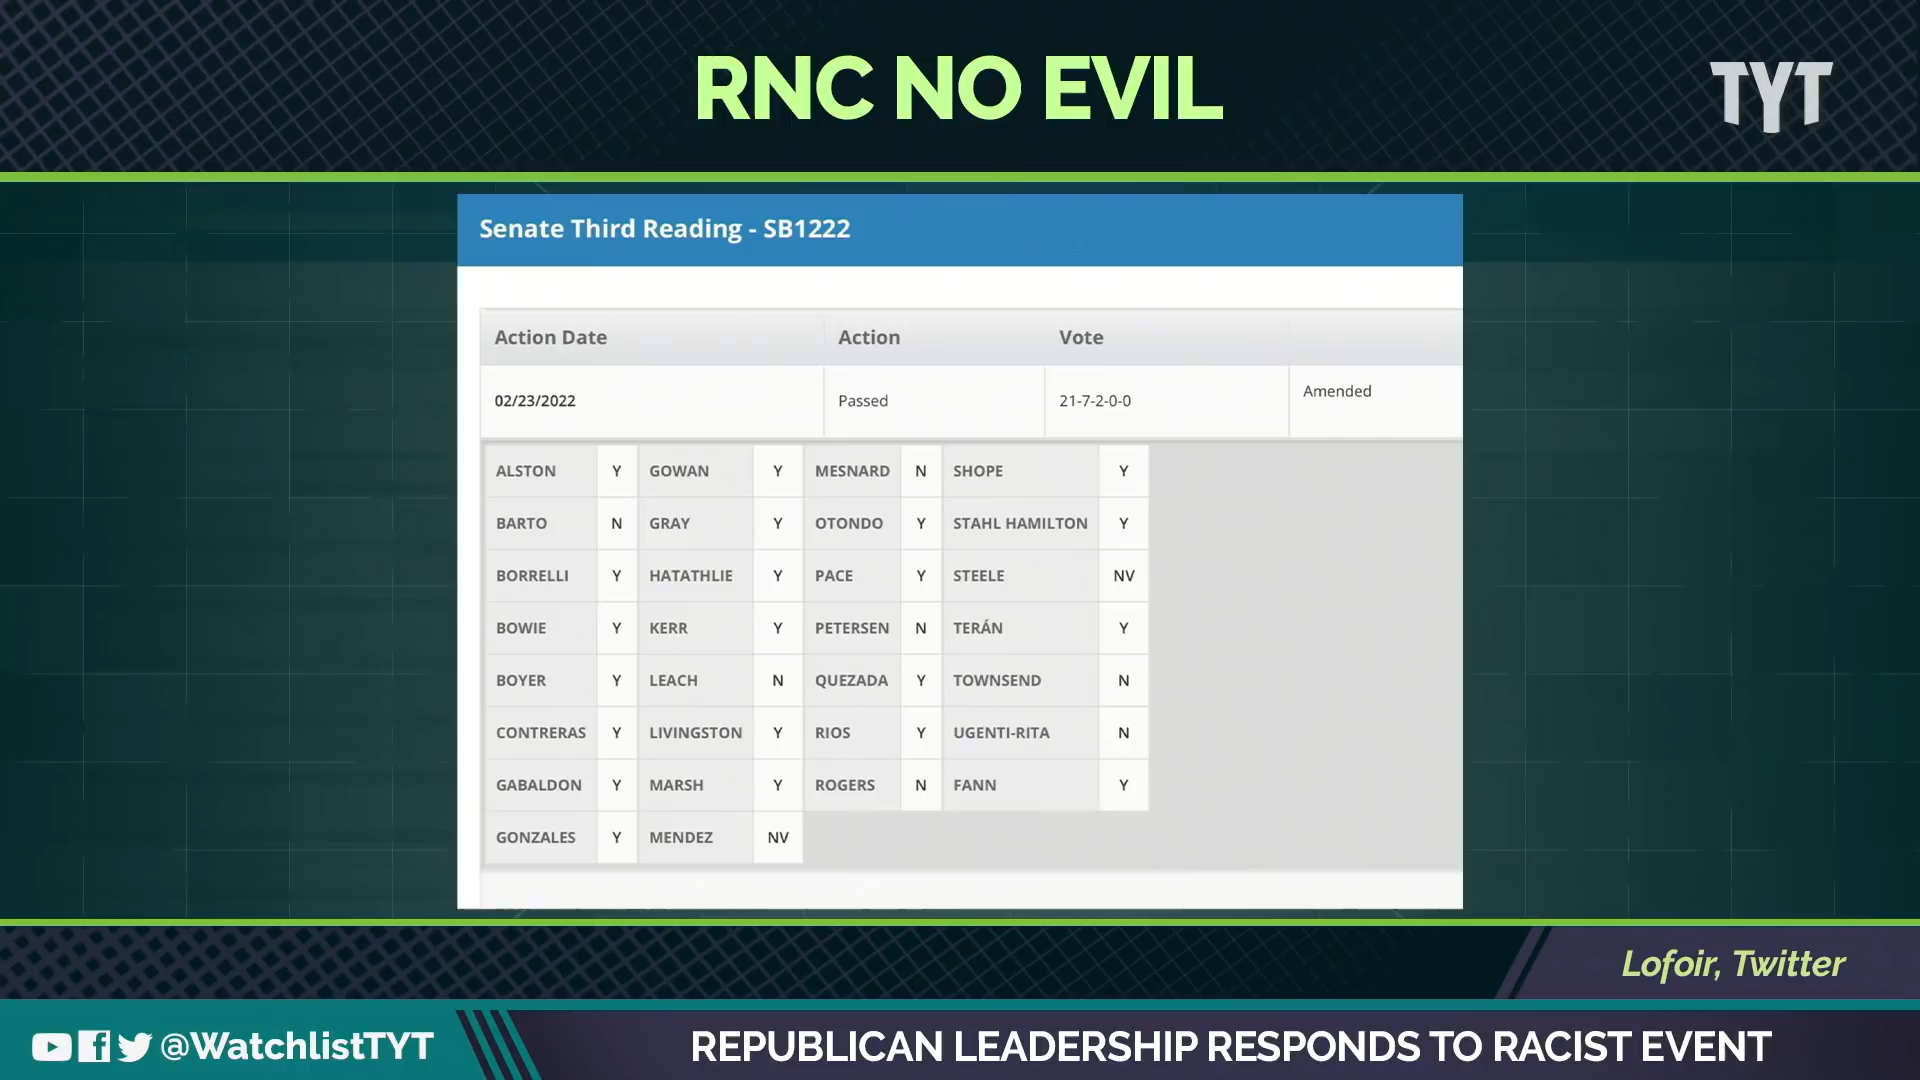 RNC NO EVIL
TYT
Senate Third Reading - SB1222
Action Date Action Vote
02/23/2022 Passed 21-7-2-0-0 Amended
ALSTON Y GOWAN Y MESNARD N SHOPE Y
BARTO N GRAY Y OTONDO Y STAHL HAMILTON Y
BORRELLI Y HATATHLIE Y PACE Y STEELE NV
BOWIE Y KERR Y PETERSEN N TERÁN Y
BOYER Y LEACH N QUEZADA Y TOWNSEND N
CONTRERAS Y LIVINGSTON Y RIOS Y UGENTI-RITA N
GABALDON Y MARSH Y ROGERS N FANN Y
GONZALES Y MENDEZ NV
Lofoir, Twitter
@WatchlistTYT
REPUBLICAN LEADERSHIP RESPONDS TO RACIST EVENT